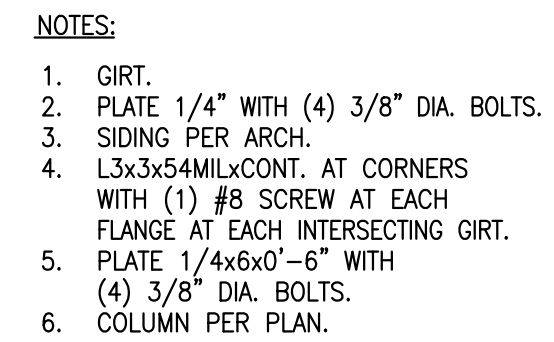 NOTES:
1. GIRT.
2. PLATE 1/4" WITH (4) 3/8" DIA. BOLTS.
3. SIDING PER ARCH.
4. L3x3x54MILxCONT. AT CORNERS
WITH (1) #8 SCREW AT EACH
FLANGE AT EACH INTERSECTING GIRT.
5. PLATE 1/4x6x0'-6" WITH
(4) 3/8" DIA. BOLTS.
6. COLUMN PER PLAN.